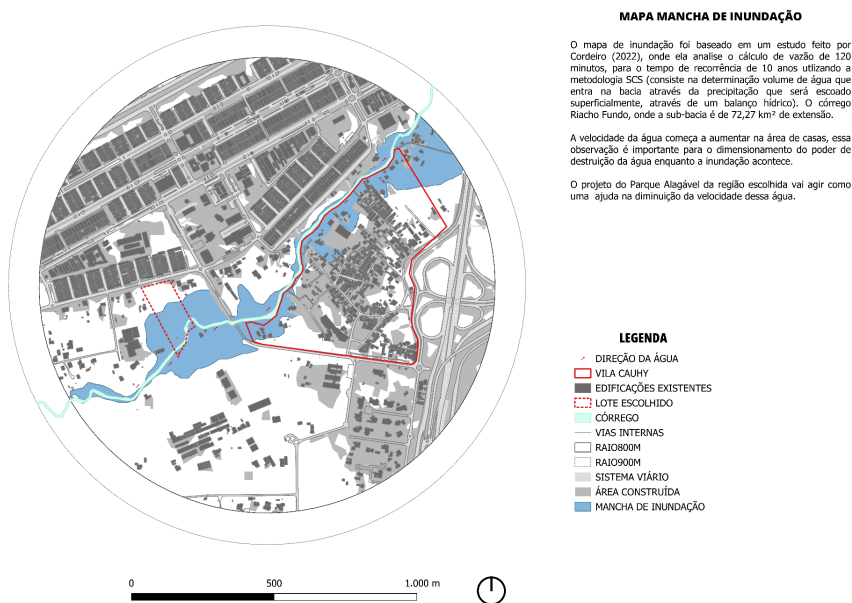 MAPA MANCHA DE INUNDAÇÃO
O mapa de inundação foi baseado em um estudo feito por
Cordeiro (2022), onde ela analise o cálculo de vazão de 120
minutos, para o tempo de recorrência de 10 anos utlizando a
metodologia SCS (consiste na determinação volume de água que
entra na bacia através da precipitação que será escoado
superficialmente, através de um balanço hídrico). O córrego
Riacho Fundo, onde a sub-bacia é de 72,27 km² de extensão.
A velocidade da água começa a aumentar na área de casas, essa
observação é importante para o dimensionamento do poder de
destruição da água enquanto a inundação acontece.
O projeto do Parque Alagável da região escolhida vai agir como
uma ajuda na diminuição da velocidade dessa água.
LEGENDA
DIREÇÃO DA ÁGUA
VILA CAUHY
EDIFICAÇÕES EXISTENTES
LOTE ESCOLHIDO
CÓRREGO
VIAS INTERNAS
RAIO800M
RAIO900M
SISTEMA VIÁRIO
ÁREA CONSTRUÍDA
MANCHA DE INUNDAÇÃO
0 500 1.000 m